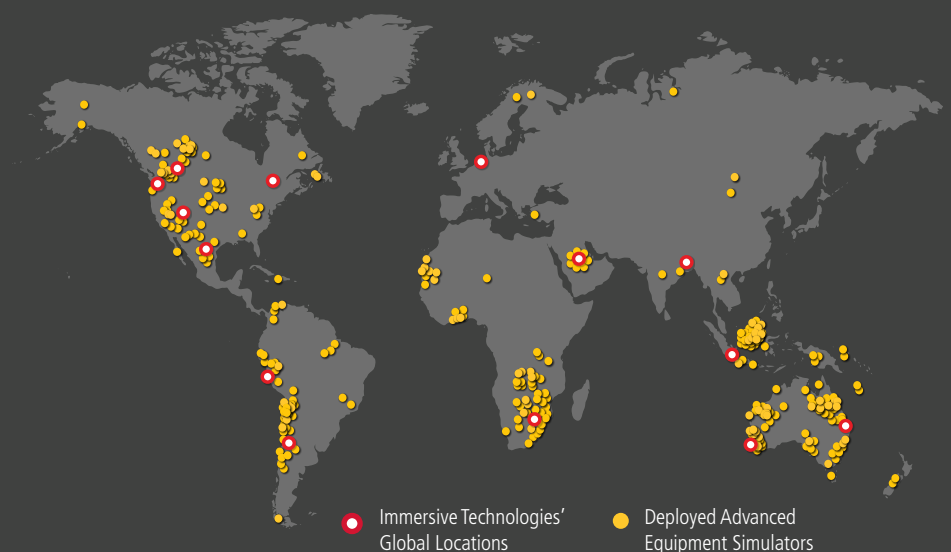 Immersive Technologies'
Global Locations
Deployed Advanced
Equipment Simulators